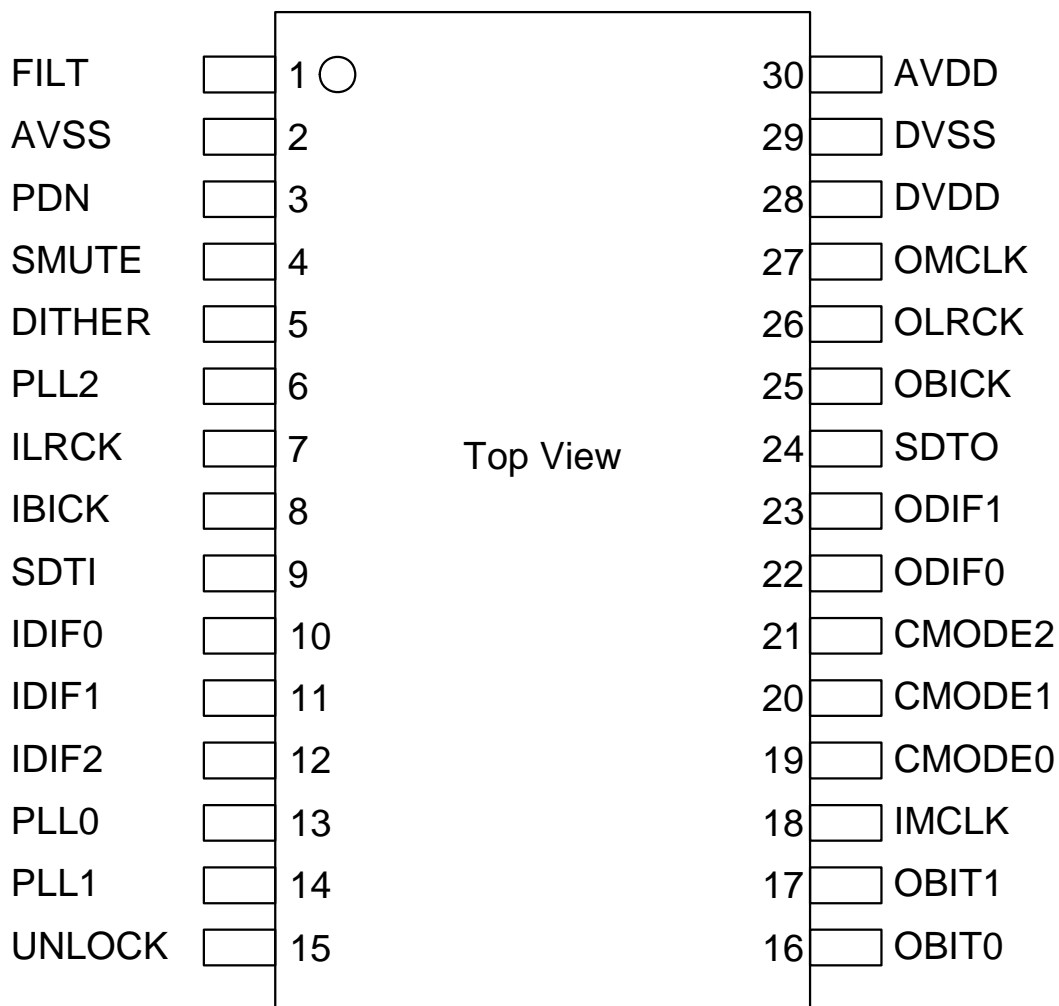 FILT 1 30 AVDD
AVSS 2 29 DVSS
PDN 3 28 DVDD
SMUTE 4 27 OMCLK
DITHER 5 26 OLRCK
PLL2 6 25 OBICK
ILRCK 7 Top View 24 SDTO
IBICK 8 23 ODIF1
SDTI 9 22 ODIF0
IDIF0 10 21 CMODE2
IDIF1 11 20 CMODE1
IDIF2 12 19 CMODE0
PLL0 13 18 IMCLK
PLL1 14 17 OBIT1
UNLOCK 15 16 OBIT0